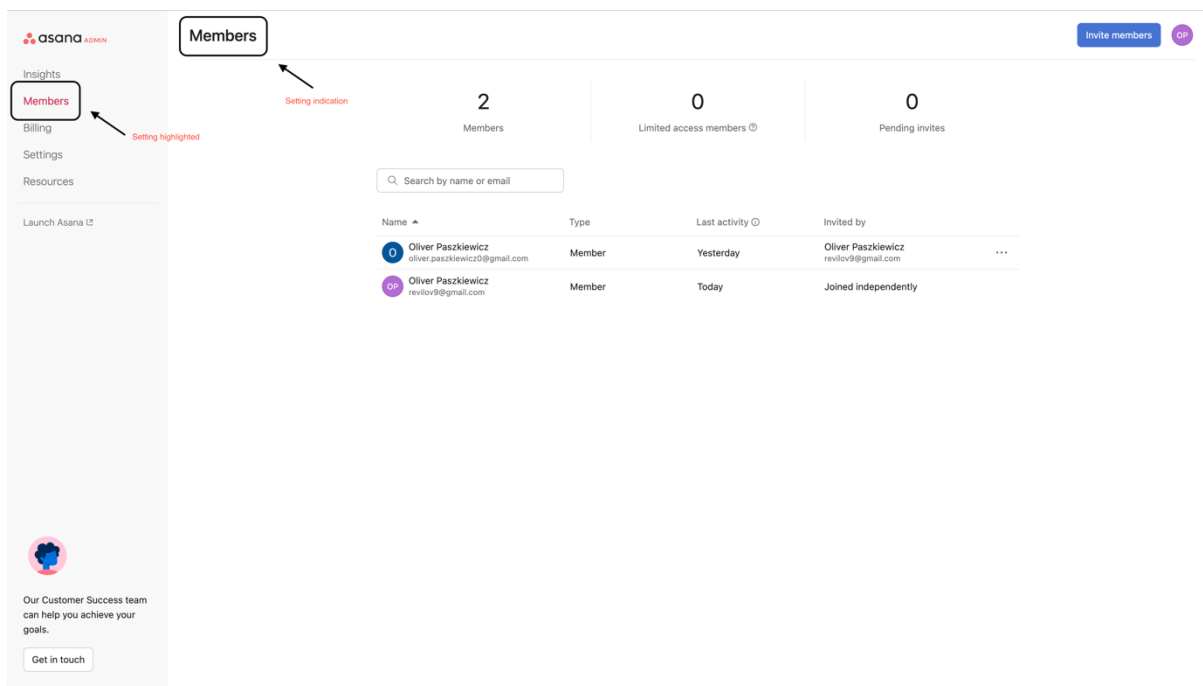 asana ADMIN
Members
Invite members
OP
Insights
Members
Billing
Settings
Resources
Launch Asana
Setting highlighted
Setting indication
2
Members
0
Limited access members
0
Pending invites
Search by name or email
Name Type Last activity Invited by
O Oliver Paszkiewicz Member Yesterday Oliver Paszkiewicz ...
oliver.paszkiewicz0@gmail.com revilov9@gmail.com
OP Oliver Paszkiewicz Member Today Joined independently
revilov9@gmail.com
Our Customer Success team
can help you achieve your
goals.
Get in touch